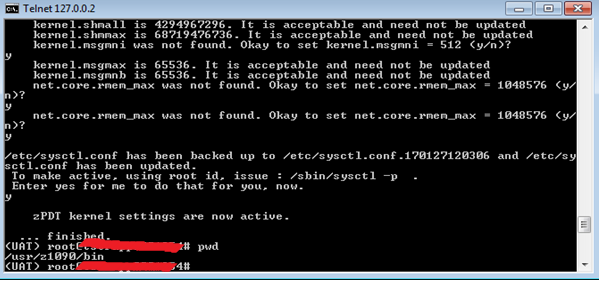 Telnet 127.0.0.2
kernel.shmall is 4294967296. It is acceptable and need not be updated
kernel.shmmax is 68719476736. It is acceptable and need not be updated
kernel.msgmni was not found. Okay to set kernel.msgmni = 512 (y/n)?
y
kernel.msgmax is 65536. It is acceptable and need not be updated
kernel.msgmnb is 65536. It is acceptable and need not be updated
net.core.rmem_max was not found. Okay to set net.core.rmem_max = 1048576 (y/
n)?
y
net.core.rmem_max was not found. Okay to set net.core.rmem_max = 1048576 (y/
n)?
y
/etc/sysctl.conf has been backed up to /etc/sysctl.conf.170127120306 and /etc/sy
sctl.conf has been updated.
To make active, using root id, issue : /sbin/sysctl -p .
Enter yes for me to do that for you, now.
y
zPDT kernel settings are now active.
... finished.
(UAT) root@ 4# pwd
/usr/z1090/bin
(UAT) root@ 54#